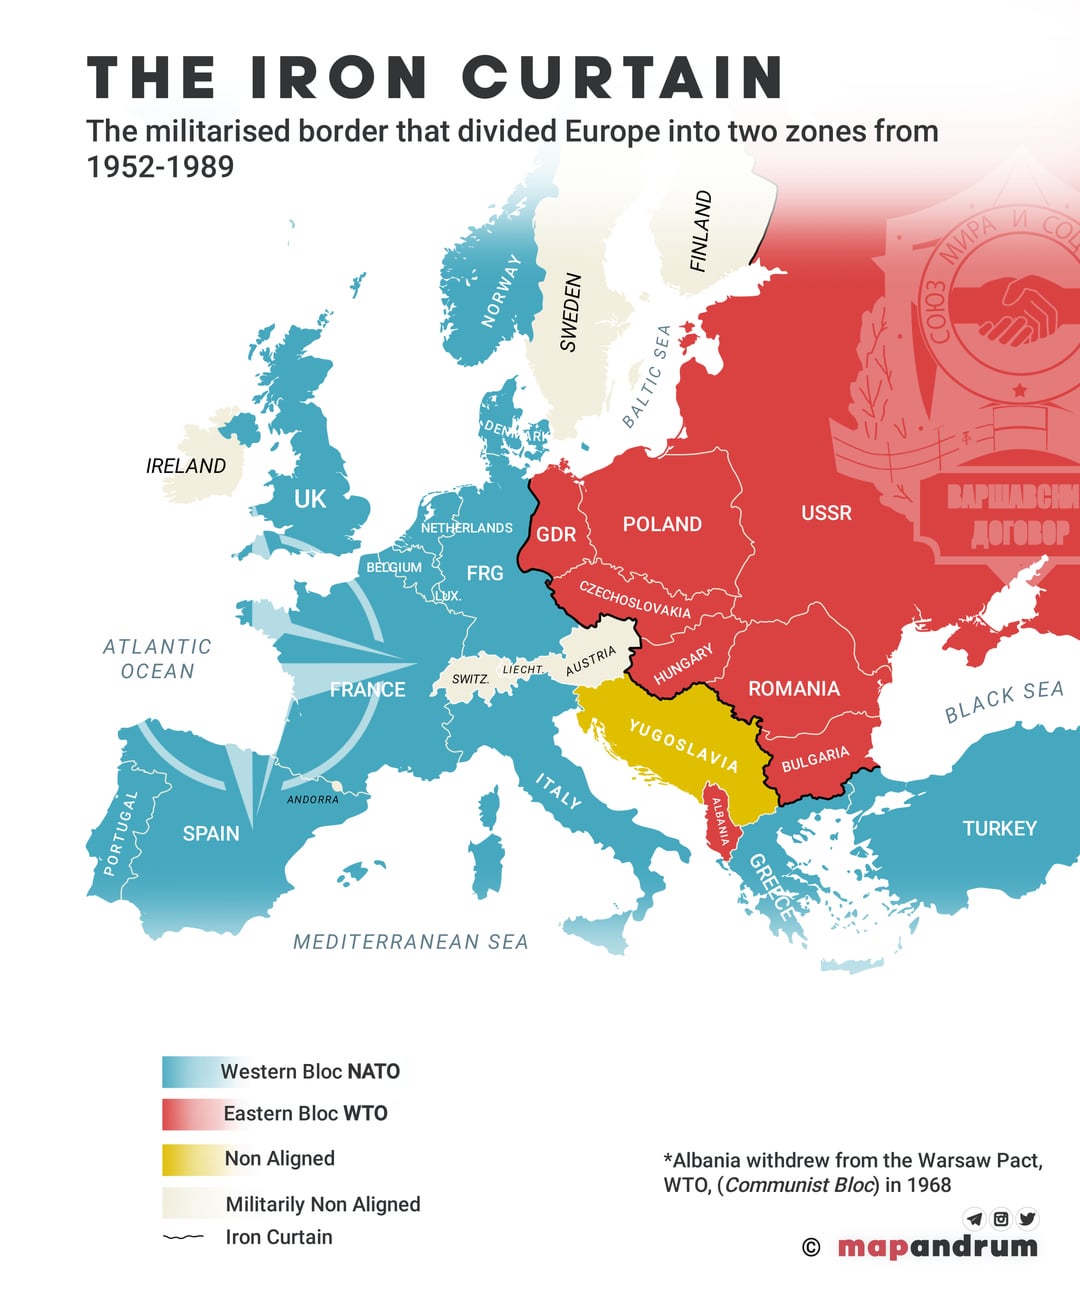 THE IRON CURTAIN
The militarised border that divided Europe into two zones from
1952-1989
FINLAND
NORWAY
SWEDEN
BALTIC SEA
СОЮЗ МИРА И СОЦ
DENMARK
IRELAND
UK
ВАРШАВСКИ
ДОГОВОР
USSR
POLAND
GDR
NETHERLANDS
BELGIUM
FRG
LUX.
CZECHOSLOVAKIA
ATLANTIC
OCEAN
AUSTRIA
HUNGARY
LIECHT.
SWITZ.
FRANCE
ROMANIA
BLACK SEA
YUGOSLAVIA
BULGARIA
ANDORRA
ITALY
ALBANIA
PORTUGAL
SPAIN
TURKEY
GREECE
MEDITERRANEAN SEA
Western Bloc NATO
Eastern Bloc WTO
Non Aligned
Militarily Non Aligned
Iron Curtain
*Albania withdrew from the Warsaw Pact,
WTO, (Communist Bloc) in 1968
© mapandrum